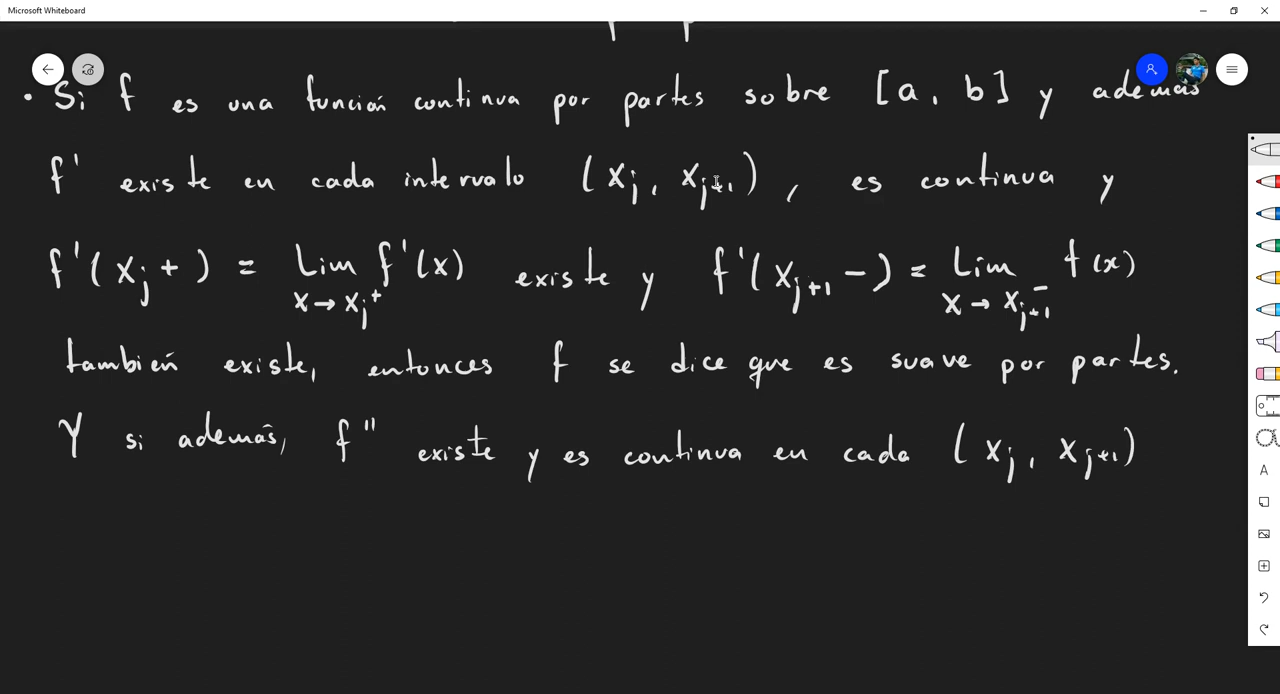 Microsoft Whiteboard
• Si f es una función continua por partes sobre [a, b] y además
f' existe en cada intervalo (xⱼ, xⱼ₊₁), es continua y
f'(xⱼ+) = Lim f'(x) existe y f'(xⱼ₊₁ −) = Lim f(x)
x → xⱼ⁺ x → xⱼ₊₁⁻
también existe, entonces f se dice que es suave por partes.
Y si además, f'' existe y es continua en cada (xⱼ, xⱼ₊₁)
A